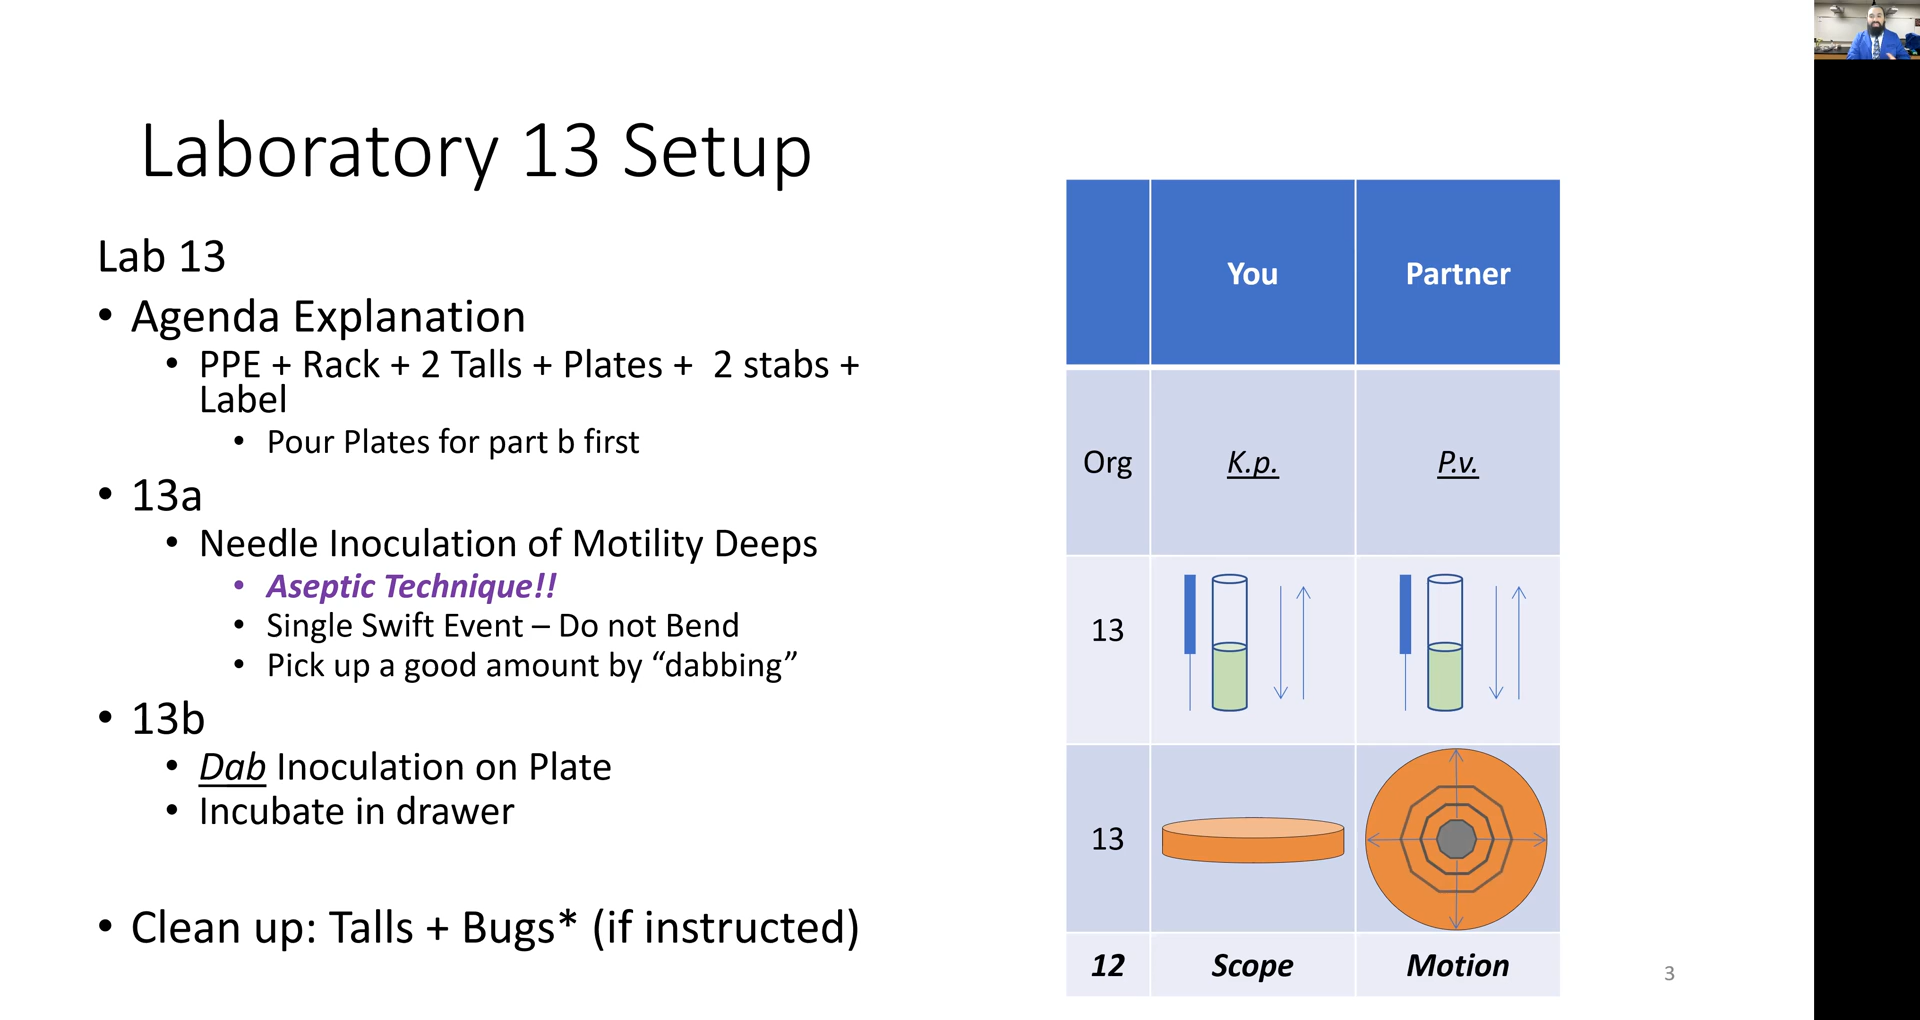 Laboratory 13 Setup
Lab 13
• Agenda Explanation
• PPE + Rack + 2 Talls + Plates +  2 stabs +
Label
• Pour Plates for part b first
• 13a
• Needle Inoculation of Motility Deeps
• Aseptic Technique!!
• Single Swift Event – Do not Bend
• Pick up a good amount by “dabbing”
• 13b
• Dab Inoculation on Plate
• Incubate in drawer
• Clean up: Talls + Bugs* (if instructed)
You Partner
Org K.p. P.v.
13
13
12 Scope Motion
3